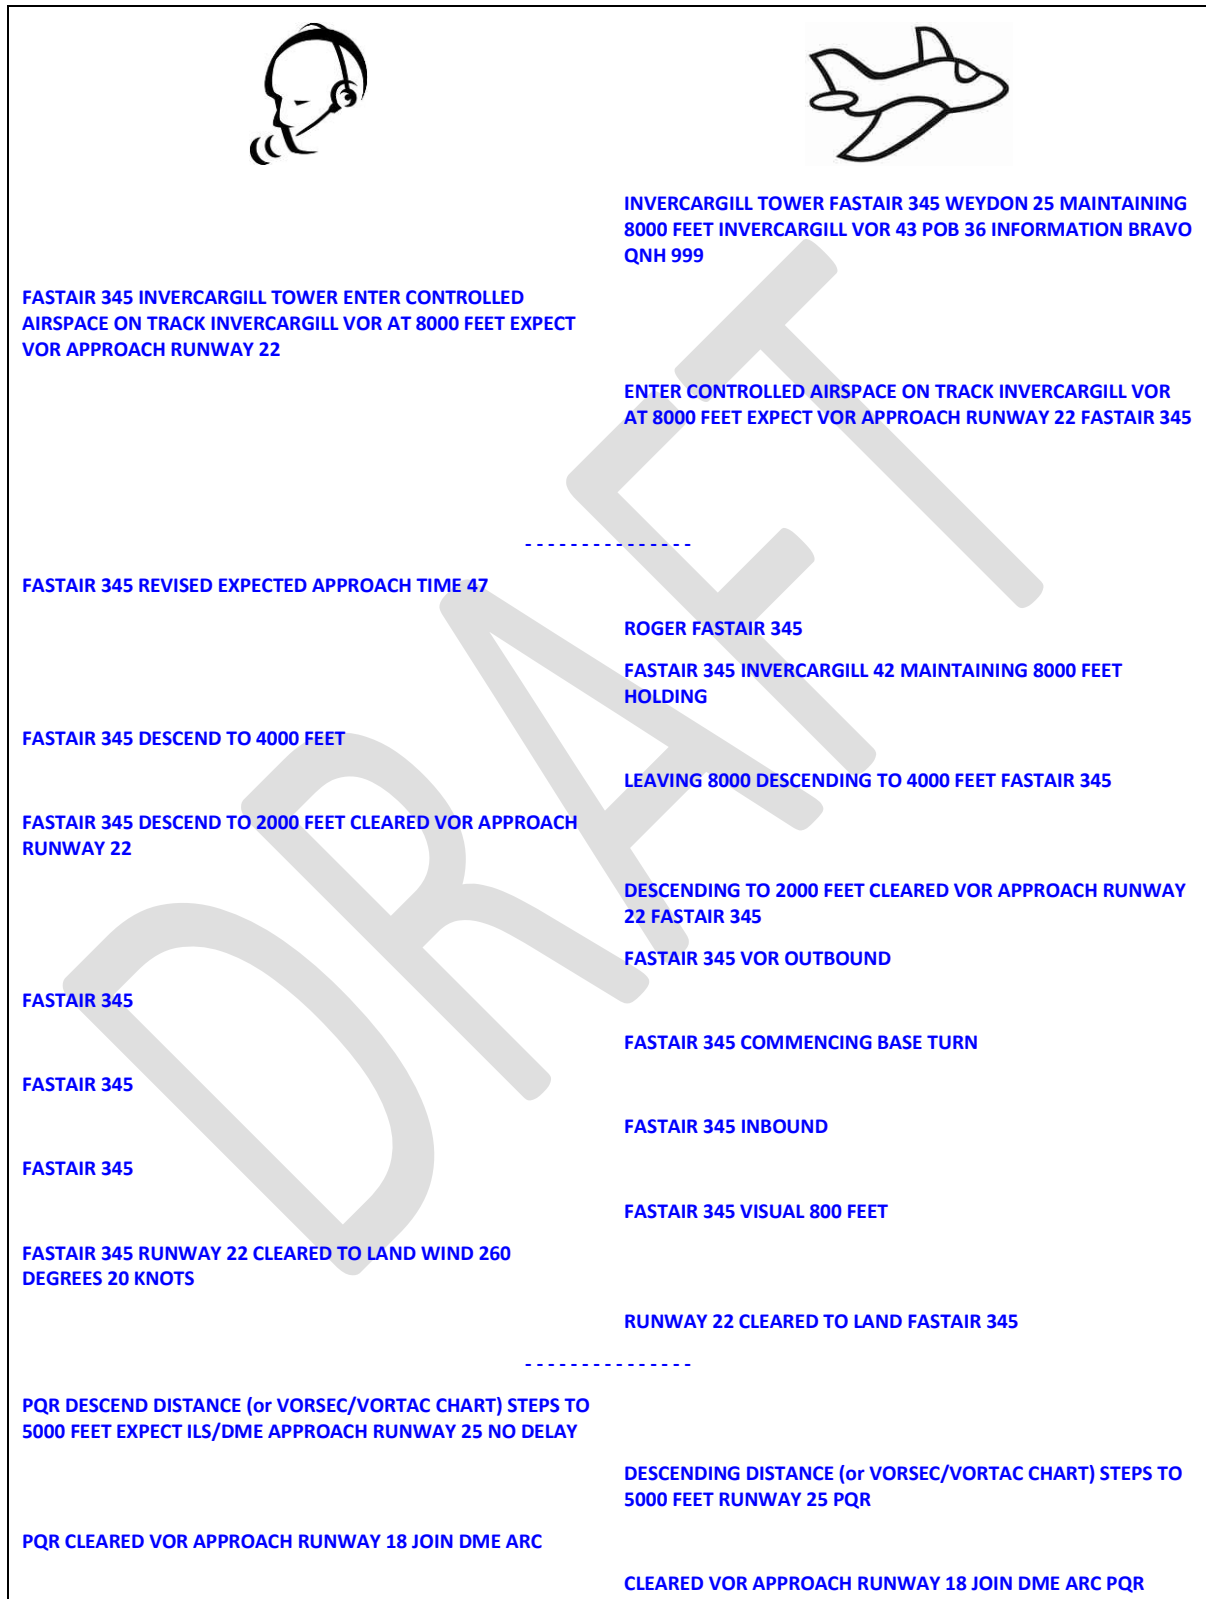 INVERCARGILL TOWER FASTAIR 345 WEYDON 25 MAINTAINING
8000 FEET INVERCARGILL VOR 43 POB 36 INFORMATION BRAVO
QNH 999
FASTAIR 345 INVERCARGILL TOWER ENTER CONTROLLED
AIRSPACE ON TRACK INVERCARGILL VOR AT 8000 FEET EXPECT
VOR APPROACH RUNWAY 22
ENTER CONTROLLED AIRSPACE ON TRACK INVERCARGILL VOR
AT 8000 FEET EXPECT VOR APPROACH RUNWAY 22 FASTAIR 345
- - - - - - - - - - - - - - -
FASTAIR 345 REVISED EXPECTED APPROACH TIME 47
ROGER FASTAIR 345
FASTAIR 345 INVERCARGILL 42 MAINTAINING 8000 FEET
HOLDING
FASTAIR 345 DESCEND TO 4000 FEET
LEAVING 8000 DESCENDING TO 4000 FEET FASTAIR 345
FASTAIR 345 DESCEND TO 2000 FEET CLEARED VOR APPROACH
RUNWAY 22
DESCENDING TO 2000 FEET CLEARED VOR APPROACH RUNWAY
22 FASTAIR 345
FASTAIR 345 VOR OUTBOUND
FASTAIR 345
FASTAIR 345 COMMENCING BASE TURN
FASTAIR 345
FASTAIR 345 INBOUND
FASTAIR 345
FASTAIR 345 VISUAL 800 FEET
FASTAIR 345 RUNWAY 22 CLEARED TO LAND WIND 260
DEGREES 20 KNOTS
RUNWAY 22 CLEARED TO LAND FASTAIR 345
- - - - - - - - - - - - - - -
PQR DESCEND DISTANCE (or VORSEC/VORTAC CHART) STEPS TO
5000 FEET EXPECT ILS/DME APPROACH RUNWAY 25 NO DELAY
DESCENDING DISTANCE (or VORSEC/VORTAC CHART) STEPS TO
5000 FEET RUNWAY 25 PQR
PQR CLEARED VOR APPROACH RUNWAY 18 JOIN DME ARC
CLEARED VOR APPROACH RUNWAY 18 JOIN DME ARC PQR
DRAFT